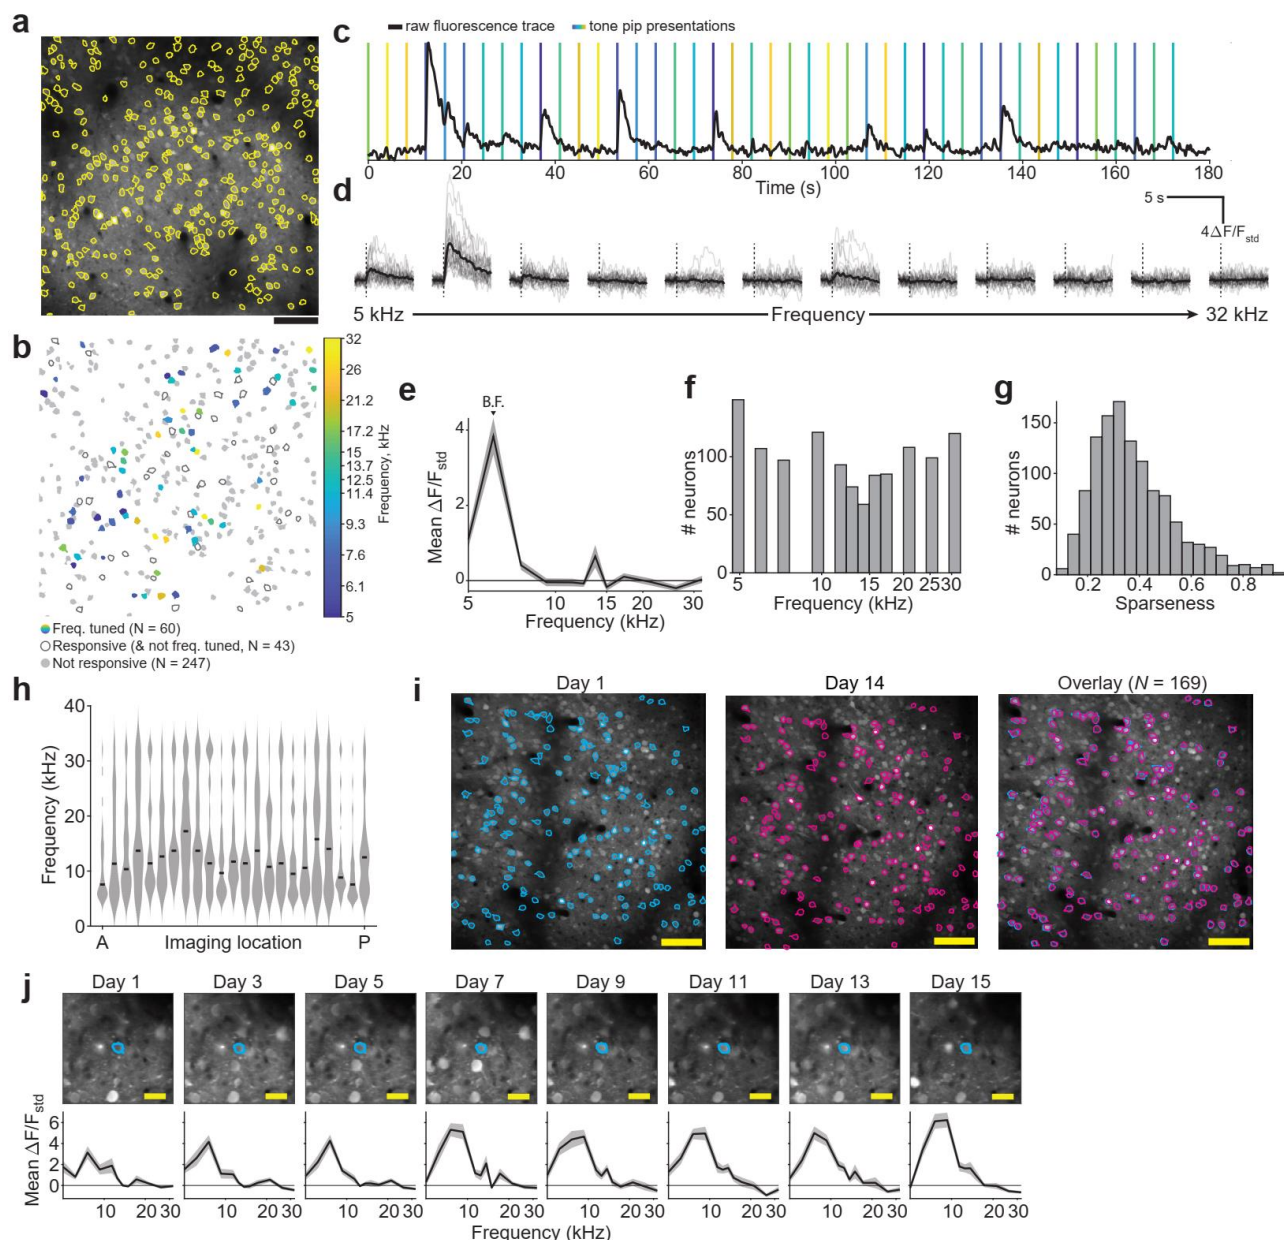 a
c
raw fluorescence trace
tone pip presentations
0
20
40
60
80
100
120
140
160
180
Time (s)
d
5 s
4ΔF/F_std
5 kHz
Frequency
32 kHz
b
32
26
21.2
17.2
15
13.7
12.5
11.4
9.3
7.6
6.1
5
Frequency, kHz
Freq. tuned (N = 60)
Responsive (& not freq. tuned, N = 43)
Not responsive (N = 247)
e
B.F.
4
2
0
Mean ΔF/F_std
5
10
15
20
30
Frequency (kHz)
f
100
50
0
# neurons
5
10
15
20
25
30
Frequency (kHz)
g
150
100
50
0
# neurons
0.2
0.4
0.6
0.8
Sparseness
h
40
30
20
10
0
Frequency (kHz)
A
Imaging location
P
i
Day 1
Day 14
Overlay (N = 169)
j
Day 1
Day 3
Day 5
Day 7
Day 9
Day 11
Day 13
Day 15
Mean ΔF/F_std
6
4
2
0
10
20 30
10
20 30
10
20 30
10
20 30
10
20 30
10
20 30
10
20 30
10
20 30
Frequency (kHz)